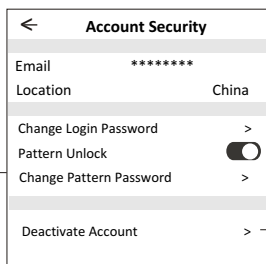 Account Security
Email ********
Location China
Change Login Password >
Pattern Unlock
Change Pattern Password >
Deactivate Account >